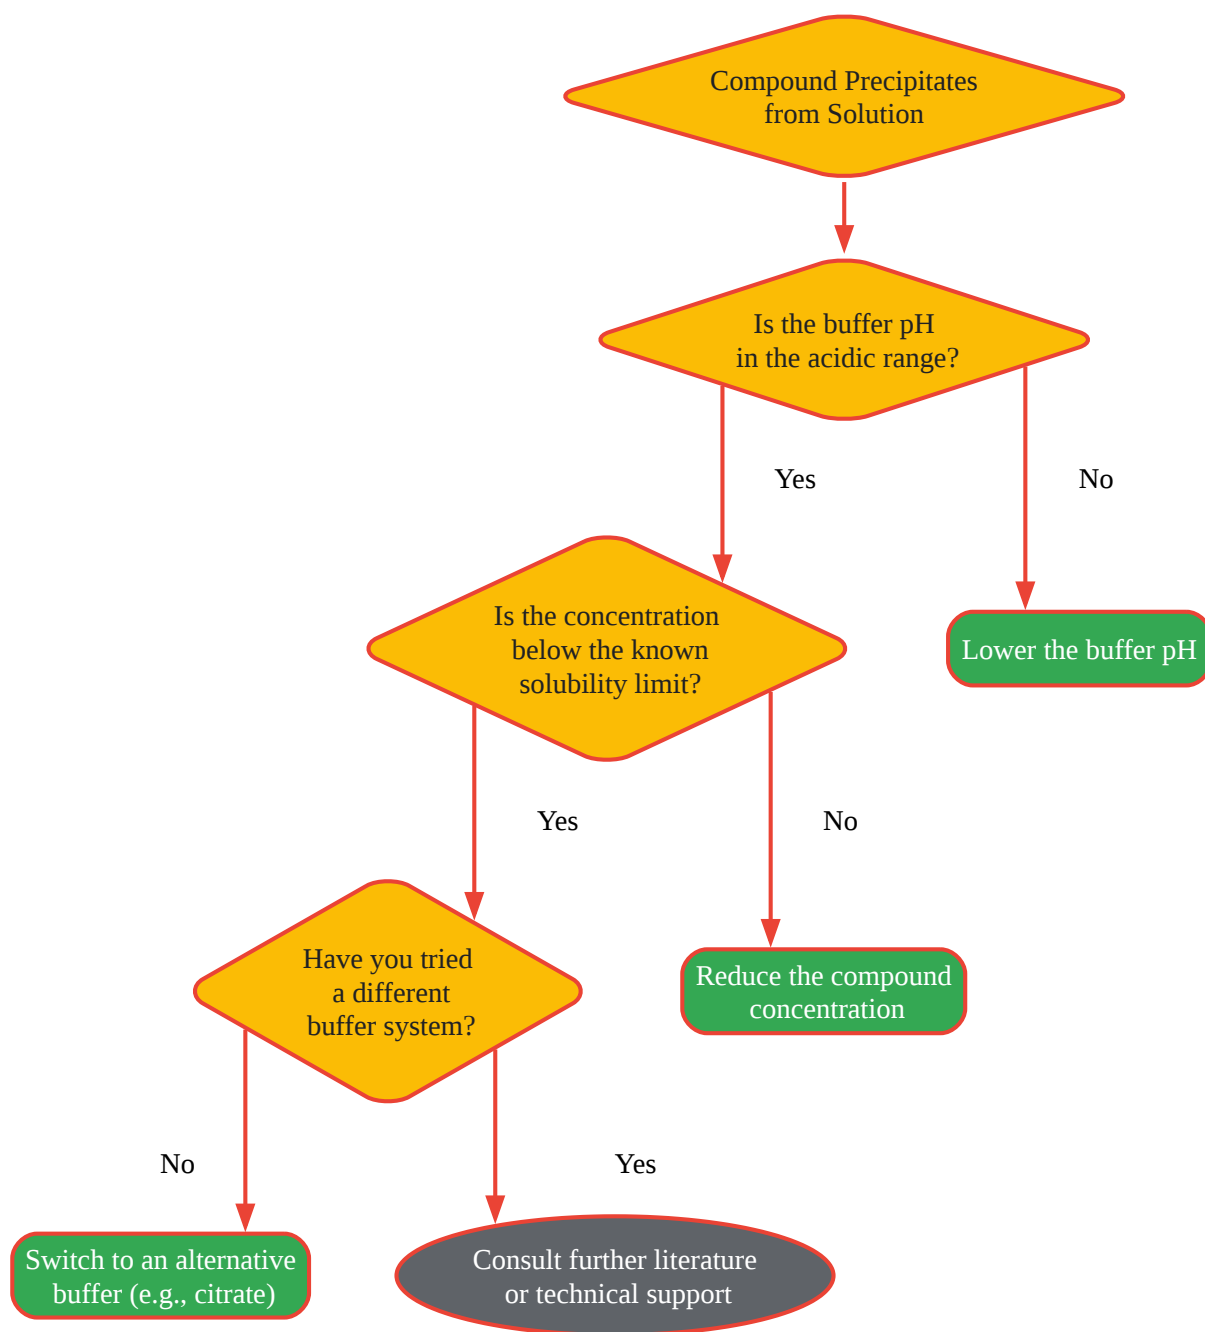 Compound Precipitates
from Solution
Is the buffer pH
in the acidic range?
Yes
No
Is the concentration
below the known
solubility limit?
Lower the buffer pH
Yes
No
Have you tried
a different
buffer system?
Reduce the compound
concentration
No
Yes
Switch to an alternative
buffer (e.g., citrate)
Consult further literature
or technical support